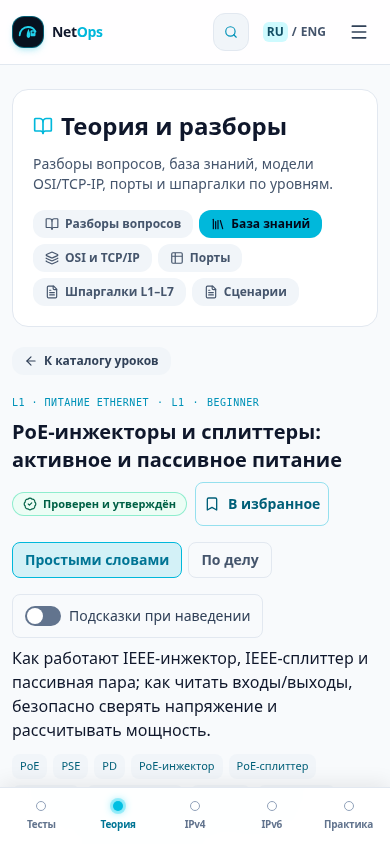 NetOps
RU / ENG
Теория и разборы
Разборы вопросов, база знаний, модели
OSI/TCP-IP, порты и шпаргалки по уровням.
Разборы вопросов
База знаний
OSI и TCP/IP
Порты
Шпаргалки L1–L7
Сценарии
К каталогу уроков
L1 · ПИТАНИЕ ETHERNET · L1 · BEGINNER
PoE-инжекторы и сплиттеры:
активное и пассивное питание
Проверен и утверждён
В избранное
Простыми словами
По делу
Подсказки при наведении
Как работают IEEE-инжектор, IEEE-сплиттер и
пассивная пара; как читать входы/выходы,
безопасно сверять напряжение и
рассчитывать мощность.
PoE
PSE
PD
PoE-инжектор
PoE-сплиттер
Тесты
Теория
IPv4
IPv6
Практика